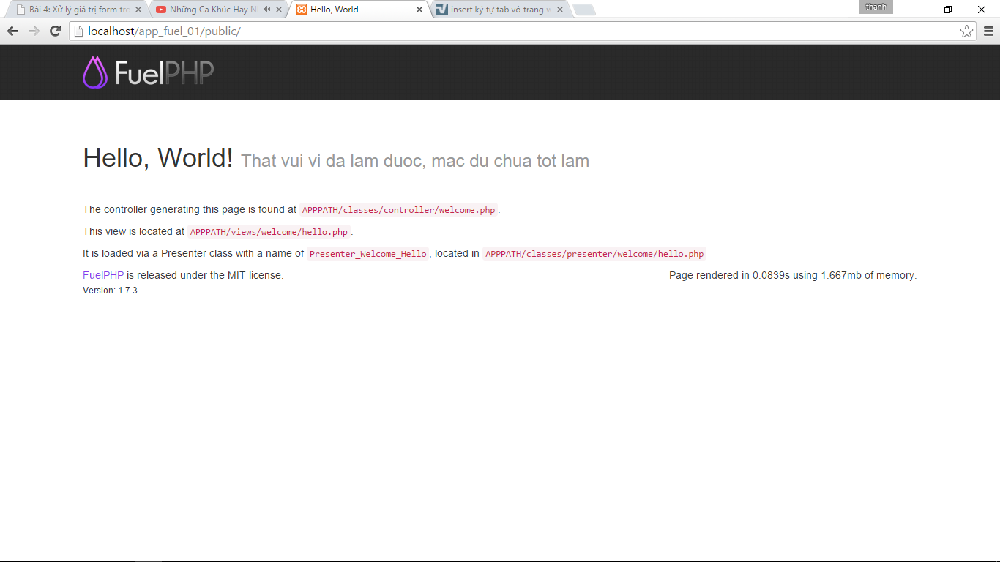 Bài 4: Xử lý giá trị form tr
Những Ca Khúc Hay N
Hello, World
insert ký tự tab vô trang
thanh
localhost/app_fuel_01/public/
FuelPHP
Hello, World! That vui vi da lam duoc, mac du chua tot lam
The controller generating this page is found at APPPATH/classes/controller/welcome.php.
This view is located at APPPATH/views/welcome/hello.php.
It is loaded via a Presenter class with a name of Presenter_Welcome_Hello, located in APPPATH/classes/presenter/welcome/hello.php
FuelPHP is released under the MIT license. Page rendered in 0.0839s using 1.667mb of memory.
Version: 1.7.3